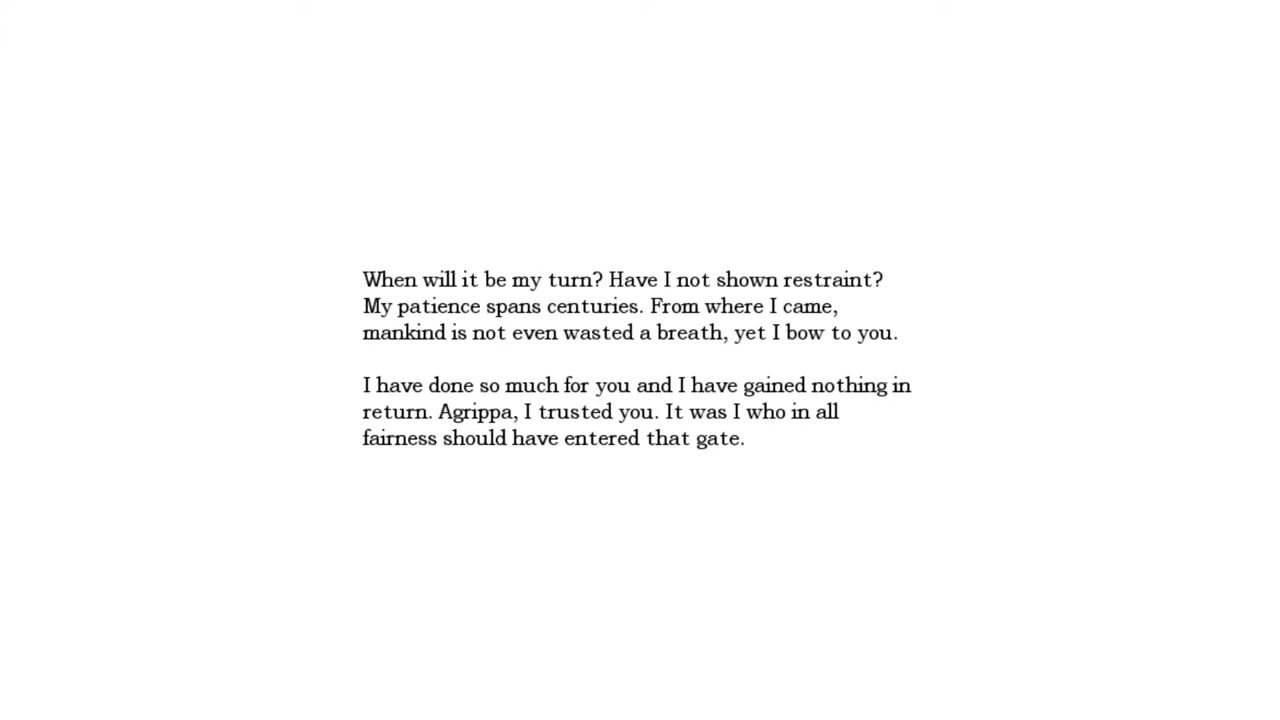 When will it be my turn? Have I not shown restraint?
My patience spans centuries. From where I came,
mankind is not even wasted a breath, yet I bow to you.
I have done so much for you and I have gained nothing in
return. Agrippa, I trusted you. It was I who in all
fairness should have entered that gate.